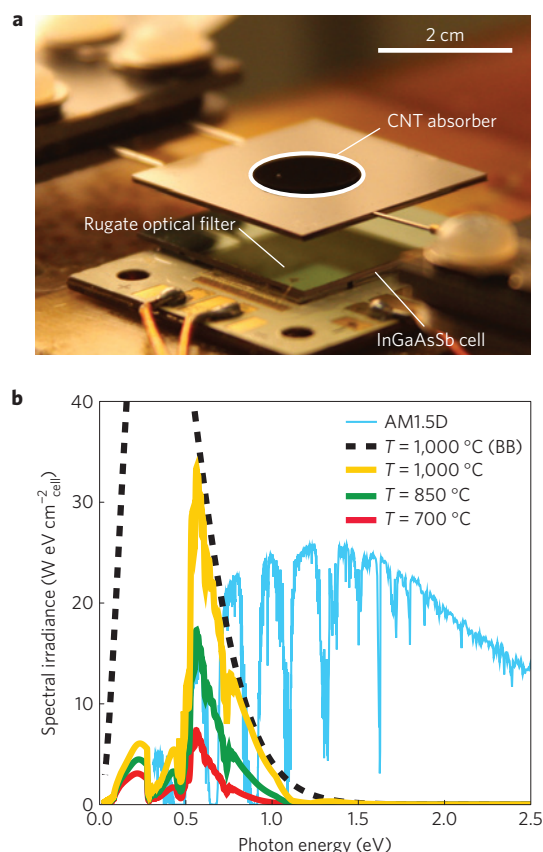 a
2 cm
CNT absorber
Rugate optical filter
InGaAsSb cell
b
40
30
20
10
0
Spectral irradiance (W eV cm⁻²cell)
AM1.5D
T = 1,000 °C (BB)
T = 1,000 °C
T = 850 °C
T = 700 °C
0.0 0.5 1.0 1.5 2.0 2.5
Photon energy (eV)